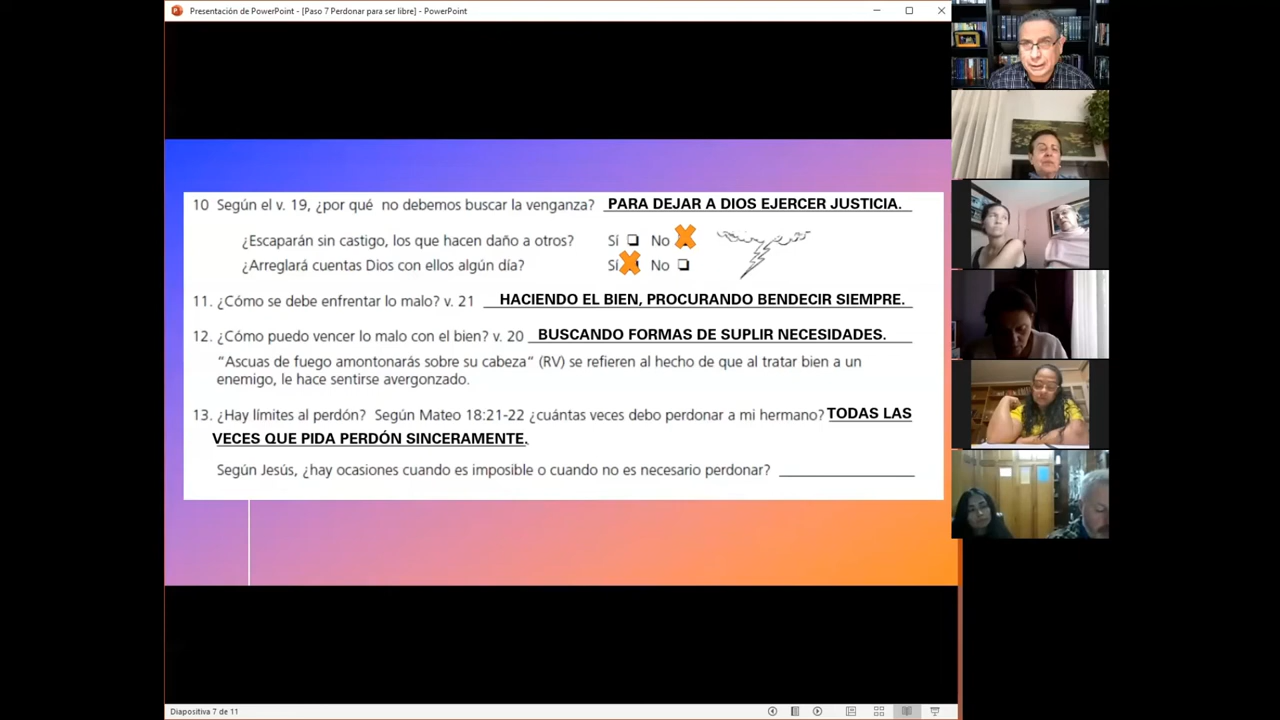 Presentación de PowerPoint - [Paso 7 Perdonar para ser libre] - PowerPoint
10 Según el v. 19, ¿por qué no debemos buscar la venganza? PARA DEJAR A DIOS EJERCER JUSTICIA.
¿Escaparán sin castigo, los que hacen daño a otros? Sí No
¿Arreglará cuentas Dios con ellos algún día? Sí No
11. ¿Cómo se debe enfrentar lo malo? v. 21 HACIENDO EL BIEN, PROCURANDO BENDECIR SIEMPRE.
12. ¿Cómo puedo vencer lo malo con el bien? v. 20 BUSCANDO FORMAS DE SUPLIR NECESIDADES.
“Ascuas de fuego amontonarás sobre su cabeza“ (RV) se refieren al hecho de que al tratar bien a un
enemigo, le hace sentirse avergonzado.
13. ¿Hay límites al perdón? Según Mateo 18:21-22 ¿cuántas veces debo perdonar a mi hermano? TODAS LAS
VECES QUE PIDA PERDÓN SINCERAMENTE.
Según Jesús, ¿hay ocasiones cuando es imposible o cuando no es necesario perdonar?
Diapositiva 7 de 11